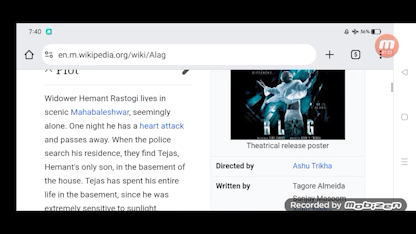 7:40
56%
en.m.wikipedia.org/wiki/Alag
5
Plot
Widower Hemant Rastogi lives in
scenic Mahabaleshwar, seemingly
alone. One night he has a heart attack
and passes away. When the police
search his residence, they find Tejas,
Hemant's only son, in the basement of
the house. Tejas has spent his entire
life in the basement, since he was
extremely sensitive to sunlight.
DIFFERENT.
ALAG
Theatrical release poster
Directed by Ashu Trikha
Written by Tagore Almeida
Sanjay Masoom
Recorded by mobizen